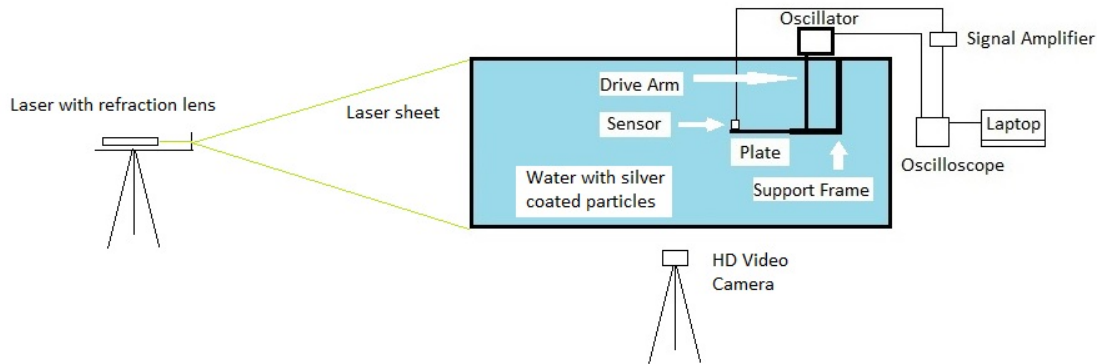 Oscillator
Signal Amplifier
Laser with refraction lens
Laser sheet
Drive Arm
Sensor
Laptop
Plate
Oscilloscope
Water with silver
coated particles
Support Frame
HD Video
Camera